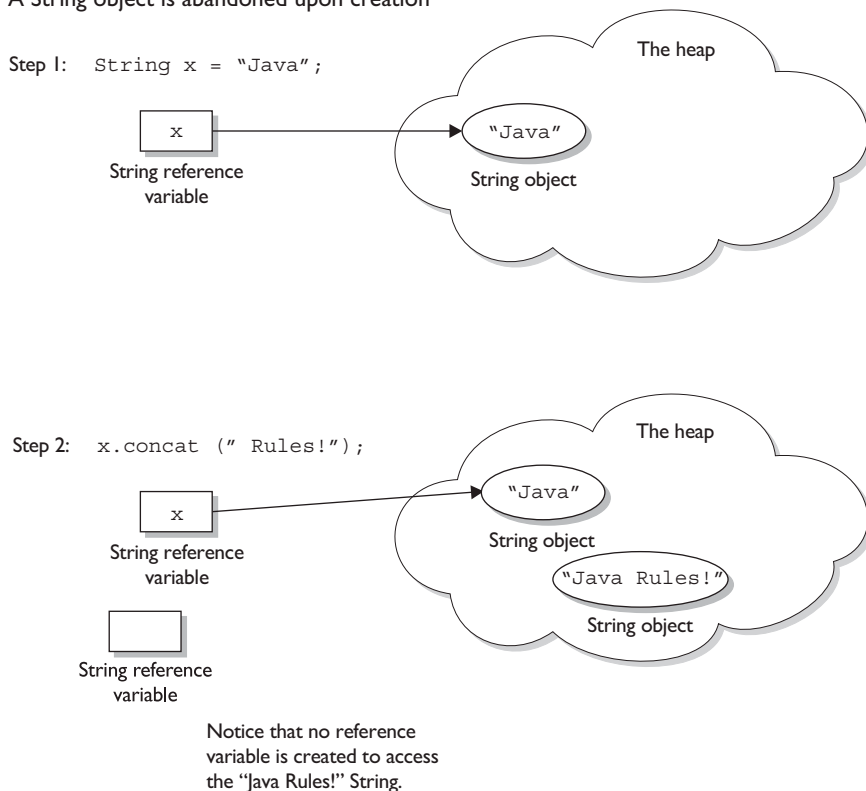 A String object is abandoned upon creation
The heap
Step 1: String x = “Java”;
x
“Java”
String reference
variable
String object
The heap
Step 2: x.concat (″ Rules!″);
“Java”
x
String object
String reference
variable
“Java Rules!”
String object
String reference
variable
Notice that no reference
variable is created to access
the “Java Rules!” String.